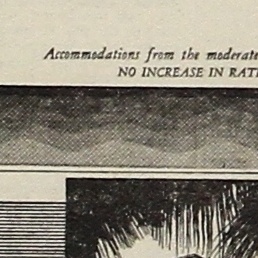 Accommodations from the moderate
NO INCREASE IN RAT